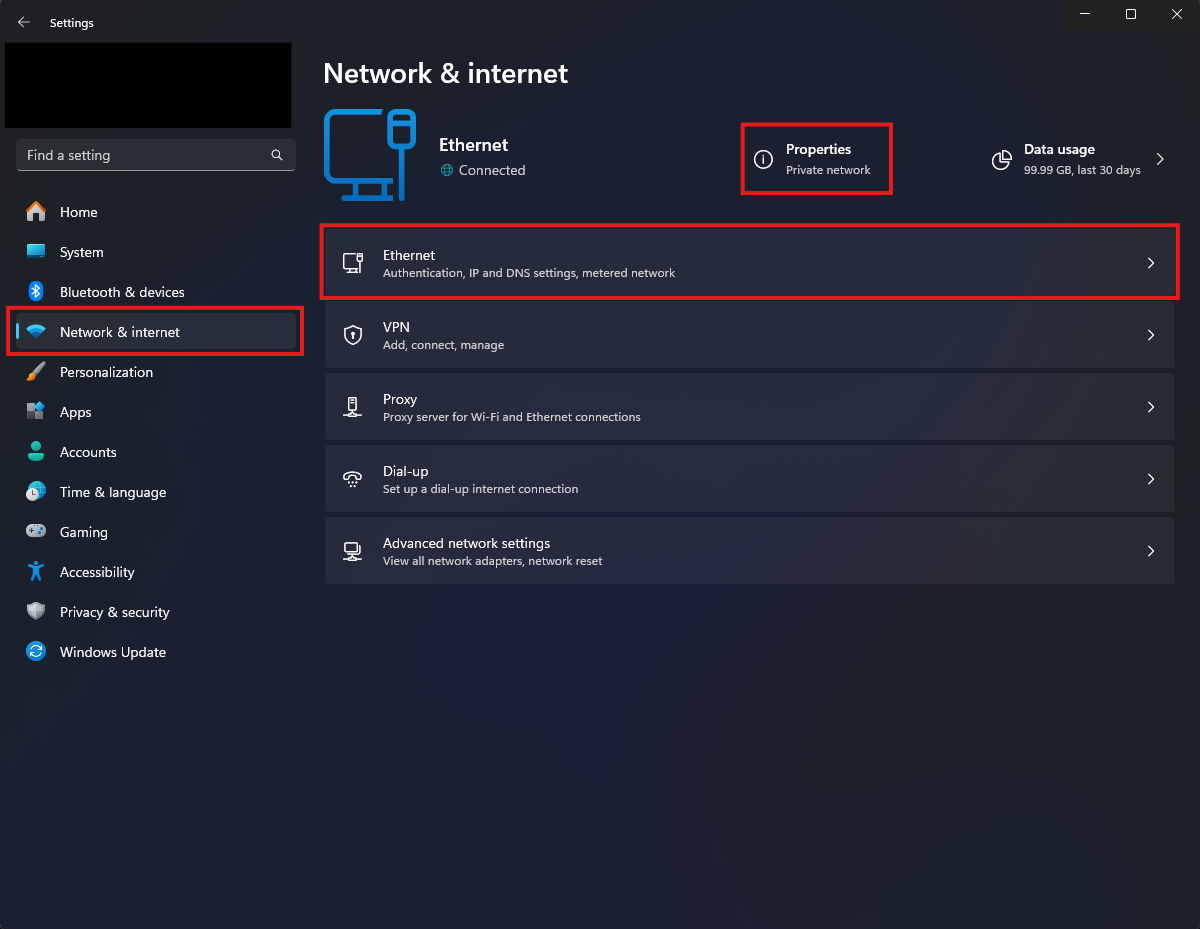 Settings
Find a setting
Home
System
Bluetooth & devices
Network & internet
Personalization
Apps
Accounts
Time & language
Gaming
Accessibility
Privacy & security
Windows Update
Network & internet
Ethernet
Connected
Properties
Private network
Data usage
99.99 GB, last 30 days
Ethernet
Authentication, IP and DNS settings, metered network
VPN
Add, connect, manage
Proxy
Proxy server for Wi-Fi and Ethernet connections
Dial-up
Set up a dial-up internet connection
Advanced network settings
View all network adapters, network reset